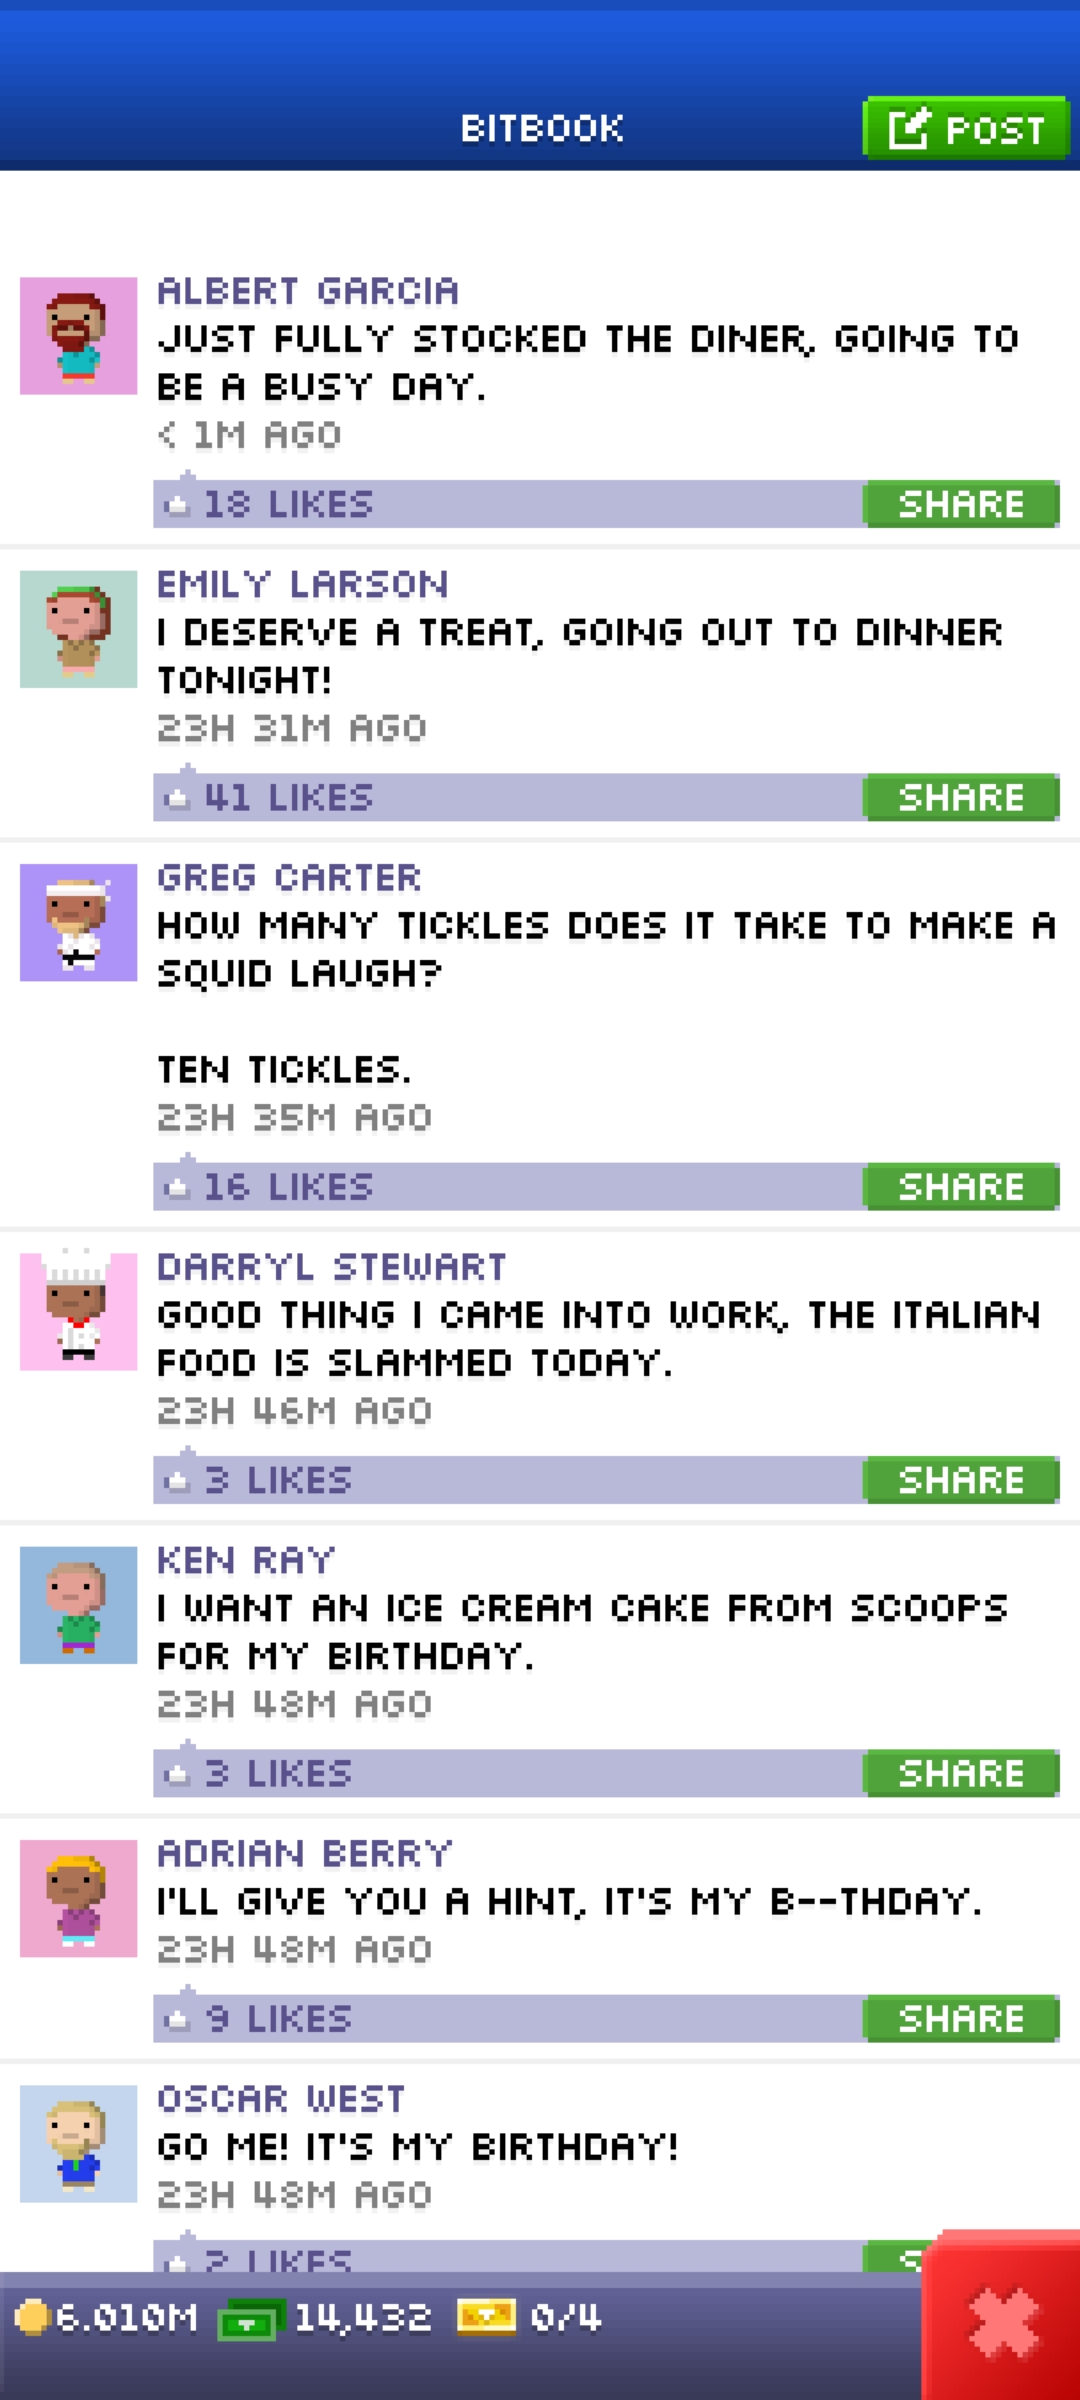 BITBOOK
POST
ALBERT GARCIA
JUST FULLY STOCKED THE DINER, GOING TO
BE A BUSY DAY.
< 1M AGO
18 LIKES
SHARE
EMILY LARSON
I DESERVE A TREAT, GOING OUT TO DINNER
TONIGHT!
23H 31M AGO
41 LIKES
SHARE
GREG CARTER
HOW MANY TICKLES DOES IT TAKE TO MAKE A
SQUID LAUGH?
TEN TICKLES.
23H 35M AGO
16 LIKES
SHARE
DARRYL STEWART
GOOD THING I CAME INTO WORK, THE ITALIAN
FOOD IS SLAMMED TODAY.
23H 46M AGO
3 LIKES
SHARE
KEN RAY
I WANT AN ICE CREAM CAKE FROM SCOOPS
FOR MY BIRTHDAY.
23H 48M AGO
3 LIKES
SHARE
ADRIAN BERRY
I'LL GIVE YOU A HINT, IT'S MY B--THDAY.
23H 48M AGO
9 LIKES
SHARE
OSCAR WEST
GO ME! IT'S MY BIRTHDAY!
23H 48M AGO
2 LIKES
6.010M 14,432 0/4